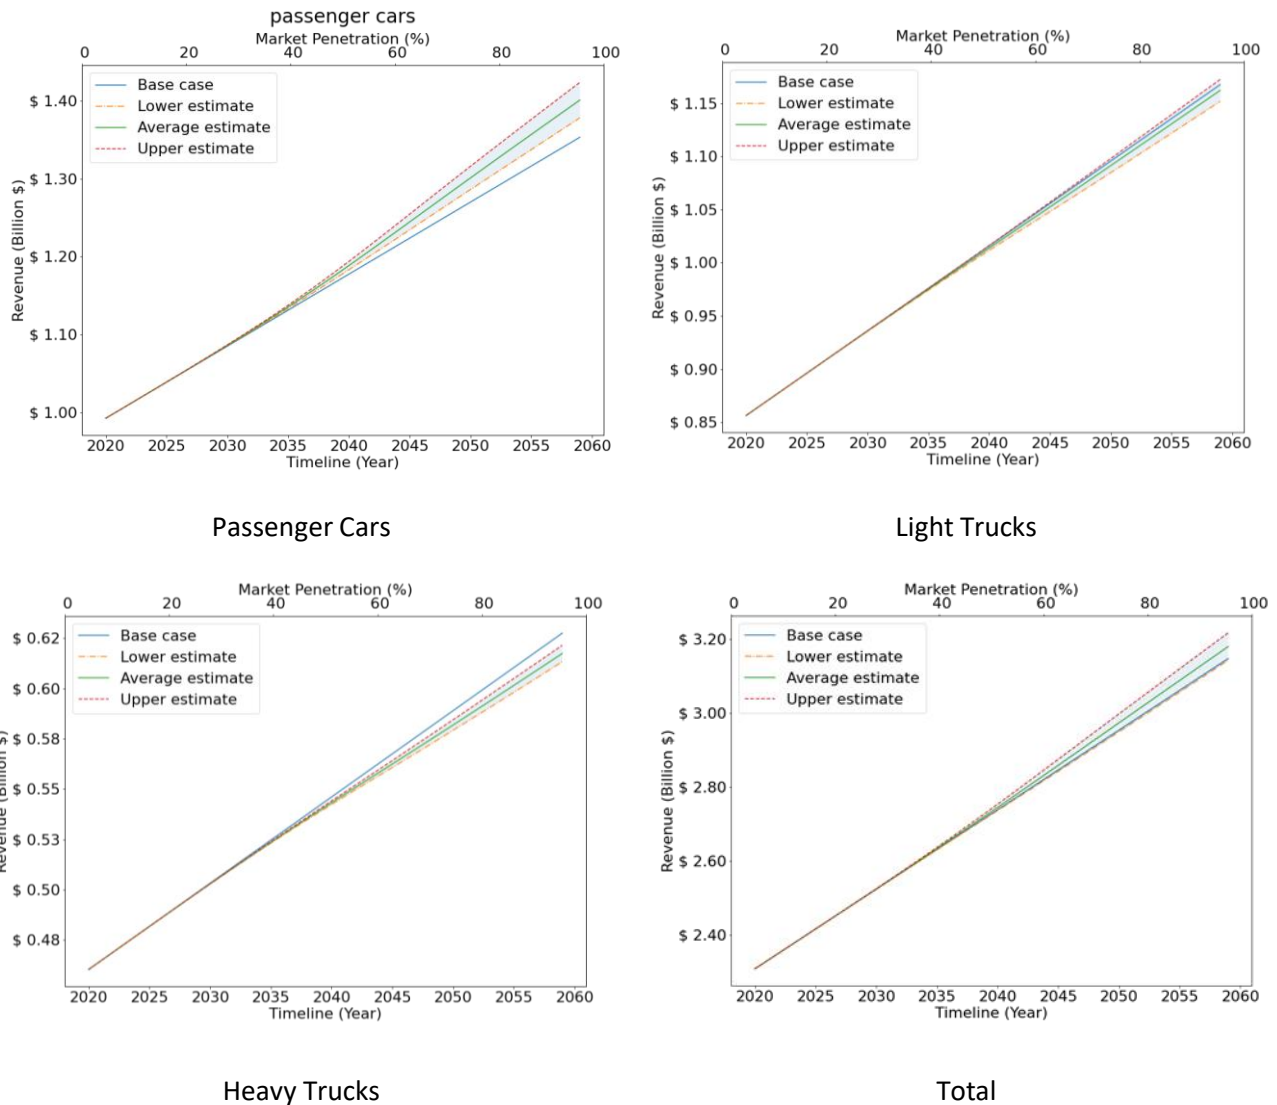 passenger cars
Market Penetration (%)
0 20 40 60 80 100
Base case
Lower estimate
Average estimate
Upper estimate
$ 1.40
$ 1.30
$ 1.20
$ 1.10
$ 1.00
Revenue (Billion $)
2020 2025 2030 2035 2040 2045 2050 2055 2060
Timeline (Year)
Passenger Cars
Market Penetration (%)
0 20 40 60 80 100
Base case
Lower estimate
Average estimate
Upper estimate
$ 1.15
$ 1.10
$ 1.05
$ 1.00
$ 0.95
$ 0.90
$ 0.85
Revenue (Billion $)
2020 2025 2030 2035 2040 2045 2050 2055 2060
Timeline (Year)
Light Trucks
Market Penetration (%)
0 20 40 60 80 100
Base case
Lower estimate
Average estimate
Upper estimate
$ 0.62
$ 0.60
$ 0.58
$ 0.55
$ 0.53
$ 0.50
$ 0.48
Revenue (Billion $)
2020 2025 2030 2035 2040 2045 2050 2055 2060
Timeline (Year)
Heavy Trucks
Market Penetration (%)
0 20 40 60 80 100
Base case
Lower estimate
Average estimate
Upper estimate
$ 3.20
$ 3.00
$ 2.80
$ 2.60
$ 2.40
Revenue (Billion $)
2020 2025 2030 2035 2040 2045 2050 2055 2060
Timeline (Year)
Total